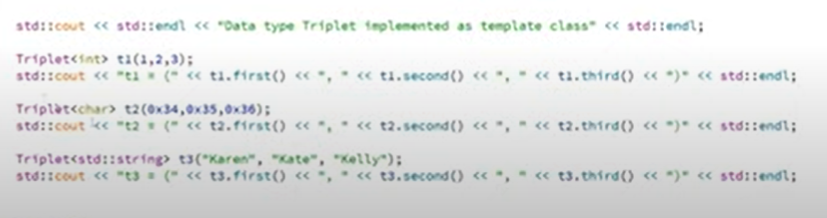 std::cout << std::endl << "Data type Triplet implemented as template class" << std::endl;
Triplet<int> t1(1,2,3);
std::cout << "t1 = (" << t1.first() << ", " << t1.second() << ", " << t1.third() << ")" << std::endl;
Triplet<char> t2(0x34,0x35,0x36);
std::cout << "t2 = (" << t2.first() << ", " << t2.second() << ", " << t2.third() << ")" << std::endl;
Triplet<std::string> t3("Karen", "Kate", "Kelly");
std::cout << "t3 = (" << t3.first() << ", " << t3.second() << ", " << t3.third() << ")" << std::endl;